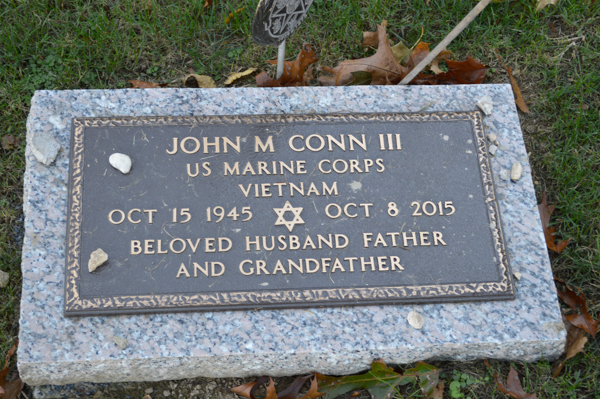 JOHN M CONN III
US MARINE CORPS
VIETNAM
OCT 15 1945 ✡ OCT 8 2015
BELOVED HUSBAND FATHER
AND GRANDFATHER